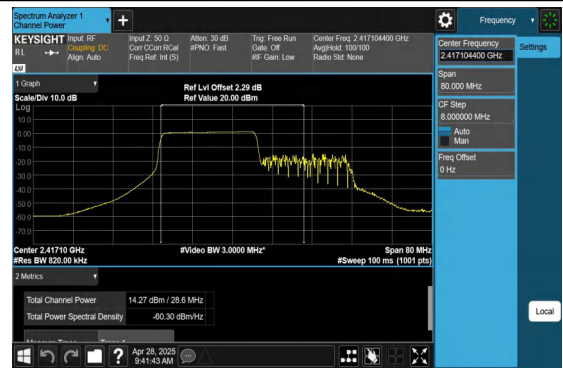 Spectrum Analyzer 1
Channel Power
+
Frequency
KEYSIGHT
Input: RF
RL
Coupling: DC
Align: Auto
LXI
Input Z: 50 Ω
Corr CCorr RCal
Freq Ref: Int (S)
Atten: 30 dB
#PNO: Fast
Trig: Free Run
Gate: Off
#IF Gain: Low
Center Freq: 2.417104400 GHz
Avg|Hold: 100/100
Radio Std: None
Center Frequency
2.417104400 GHz
Settings
Span
80.000 MHz
CF Step
8.000000 MHz
Auto
Man
Freq Offset
0 Hz
1 Graph
Scale/Div 10.0 dB
Ref Lvl Offset 2.29 dB
Ref Value 20.00 dBm
Log
10.0
0.00
-10.0
-20.0
-30.0
-40.0
-50.0
-60.0
-70.0
Center 2.41710 GHz
#Video BW 3.0000 MHz*
Span 80 MHz
#Res BW 820.00 kHz
#Sweep 100 ms (1001 pts)
2 Metrics
Total Channel Power 14.27 dBm / 28.6 MHz
Total Power Spectral Density -60.30 dBm/Hz
Local
?
Apr 28, 2025
9:41:43 AM